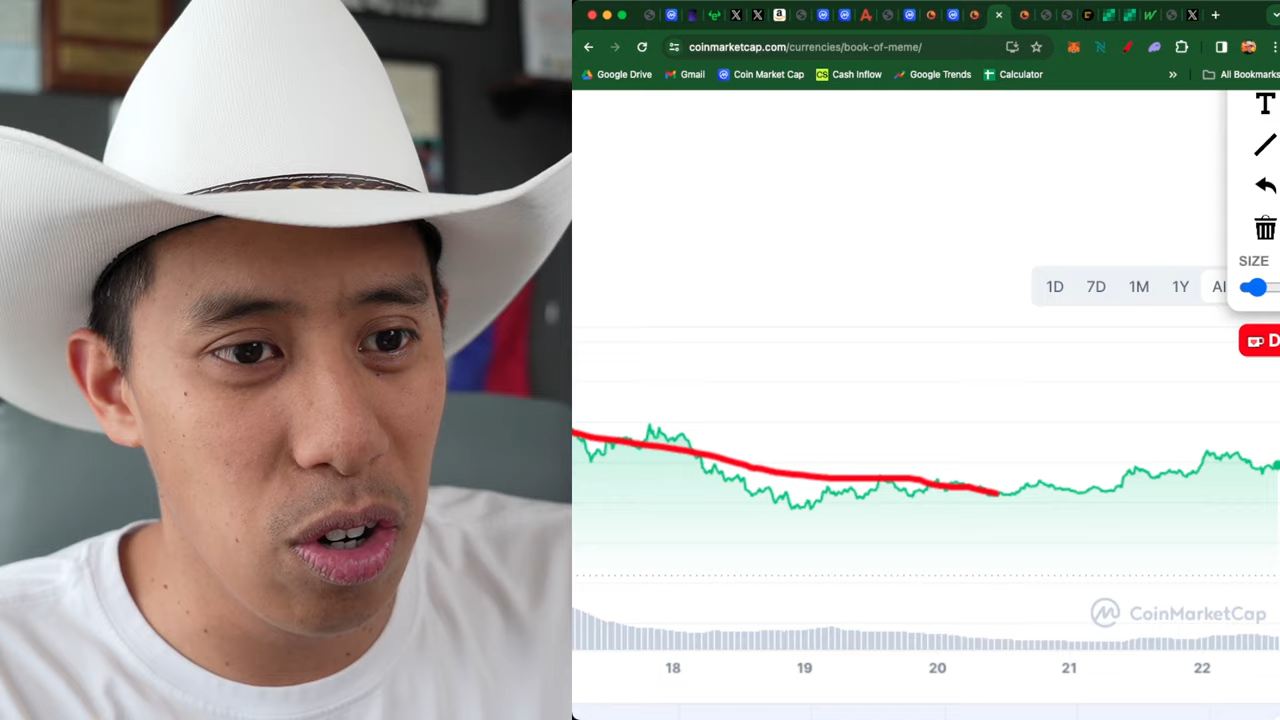 coinmarketcap.com/currencies/book-of-meme/
Google Drive Gmail Coin Market Cap CS Cash Inflow Google Trends Calculator » All Bookmarks
T
SIZE
1D 7D 1M 1Y
D
CoinMarketCap
18 19 20 21 22